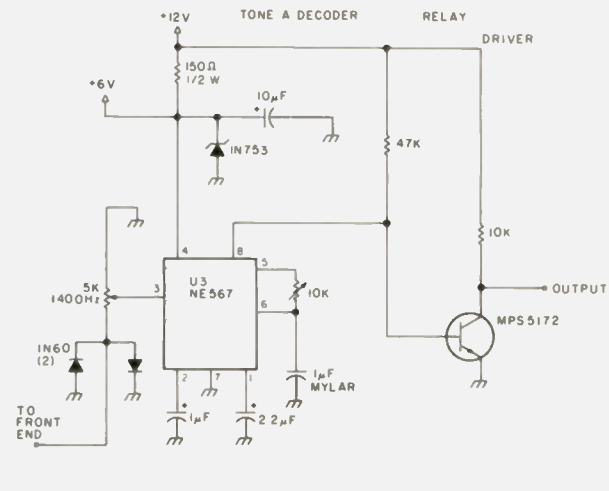 +12V
TONE A DECODER
RELAY
DRIVER
150Ω
1/2 W
+6V
10µF
+
1N753
47K
4
8
5
U3
NE567
3
6
10K
5K
1400Hz
10K
OUTPUT
MPS5172
1N60
(2)
2
7
1
1µF
MYLAR
+
1µF
+
2.2µF
TO
FRONT
END